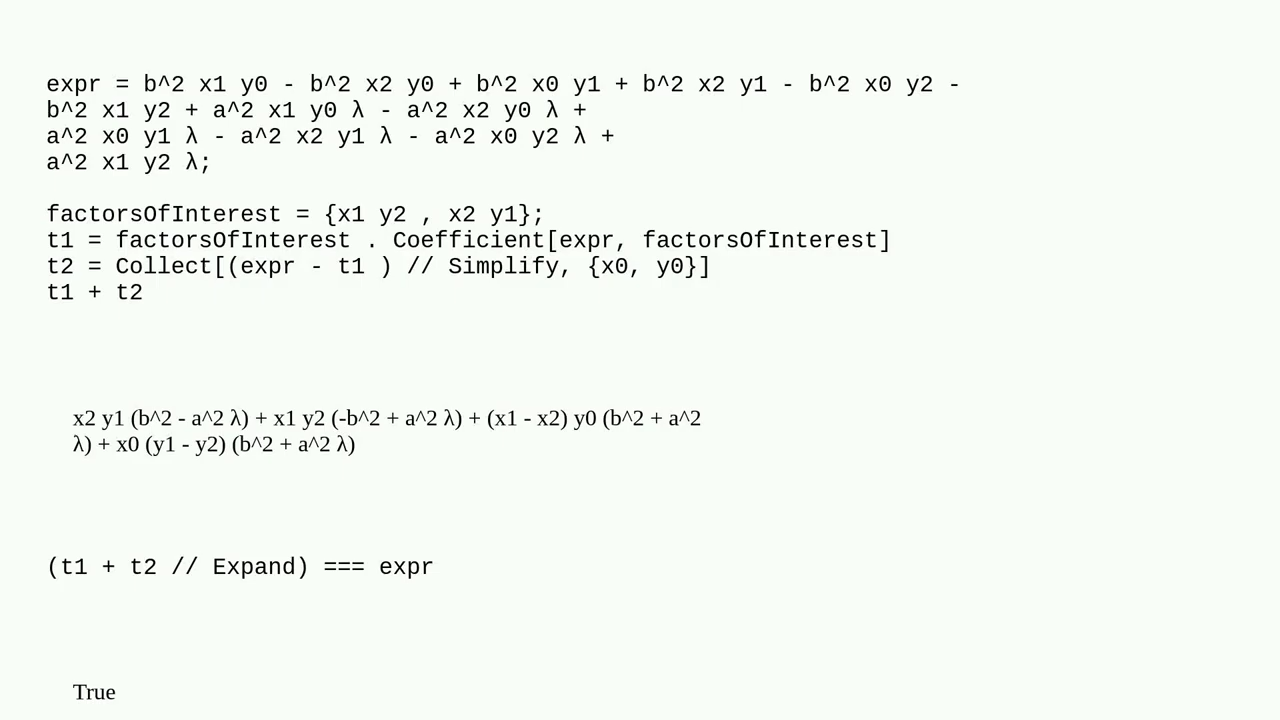 expr = b^2 x1 y0 - b^2 x2 y0 + b^2 x0 y1 + b^2 x2 y1 - b^2 x0 y2 -
b^2 x1 y2 + a^2 x1 y0 λ - a^2 x2 y0 λ +
a^2 x0 y1 λ - a^2 x2 y1 λ - a^2 x0 y2 λ +
a^2 x1 y2 λ;
factorsOfInterest = {x1 y2 , x2 y1};
t1 = factorsOfInterest . Coefficient[expr, factorsOfInterest]
t2 = Collect[(expr - t1 ) // Simplify, {x0, y0}]
t1 + t2
x2 y1 (b^2 - a^2 λ) + x1 y2 (-b^2 + a^2 λ) + (x1 - x2) y0 (b^2 + a^2
λ) + x0 (y1 - y2) (b^2 + a^2 λ)
(t1 + t2 // Expand) === expr
True